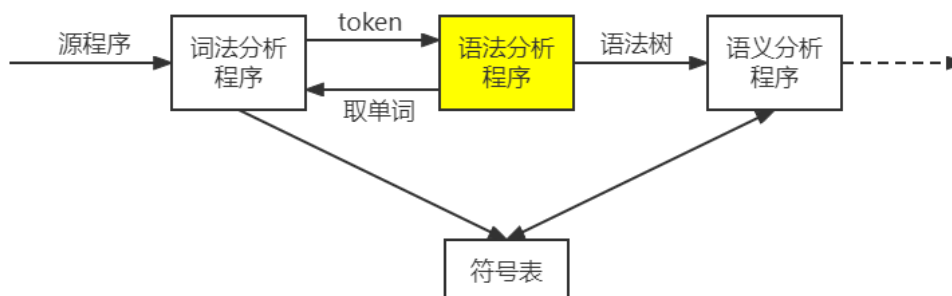 源程序
词法分析
程序
token
取单词
语法分析
程序
语法树
语义分析
程序
符号表